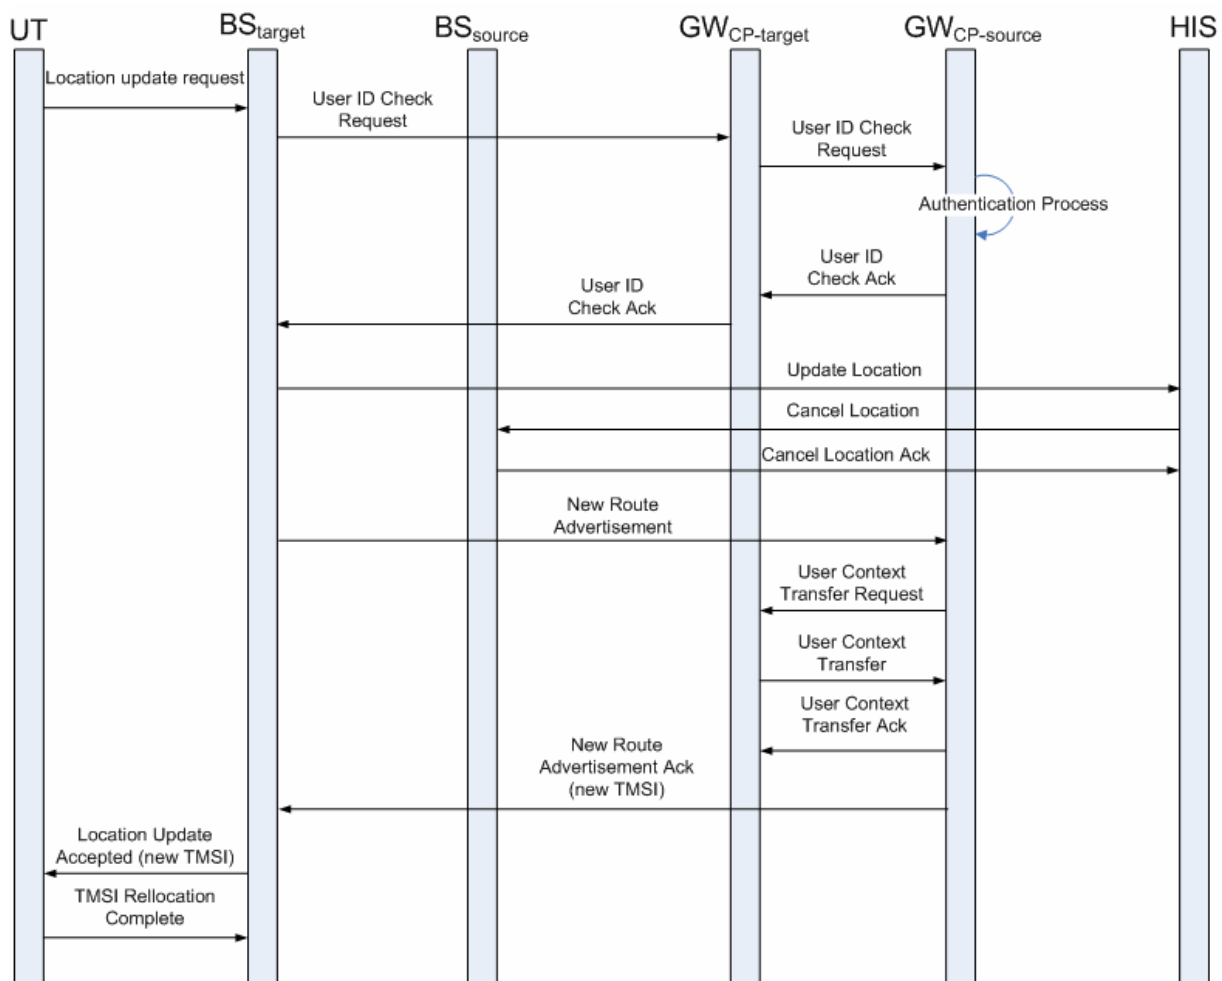 UT
BStarget
BSsource
GWCP-target
GWCP-source
HIS
Location update request
User ID Check
Request
User ID Check
Request
Authentication Process
User ID
Check Ack
User ID
Check Ack
Update Location
Cancel Location
Cancel Location Ack
New Route
Advertisement
User Context
Transfer Request
User Context
Transfer
User Context
Transfer Ack
New Route
Advertisement Ack
(new TMSI)
Location Update
Accepted (new TMSI)
TMSI Rellocation
Complete